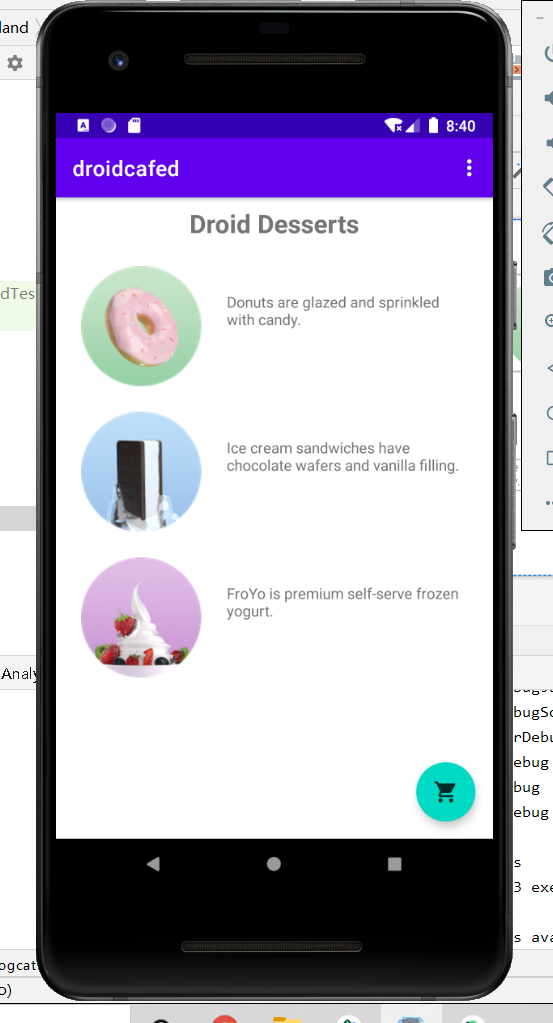 land
8:40
droidcafed
Droid Desserts
dTes
Donuts are glazed and sprinkled
with candy.
Ice cream sandwiches have
chocolate wafers and vanilla filling.
FroYo is premium self-serve frozen
yogurt.
Analy
bugSo
rDebu
ebug
bug
ebug
s
3 exe
s ava
ogcat
o)